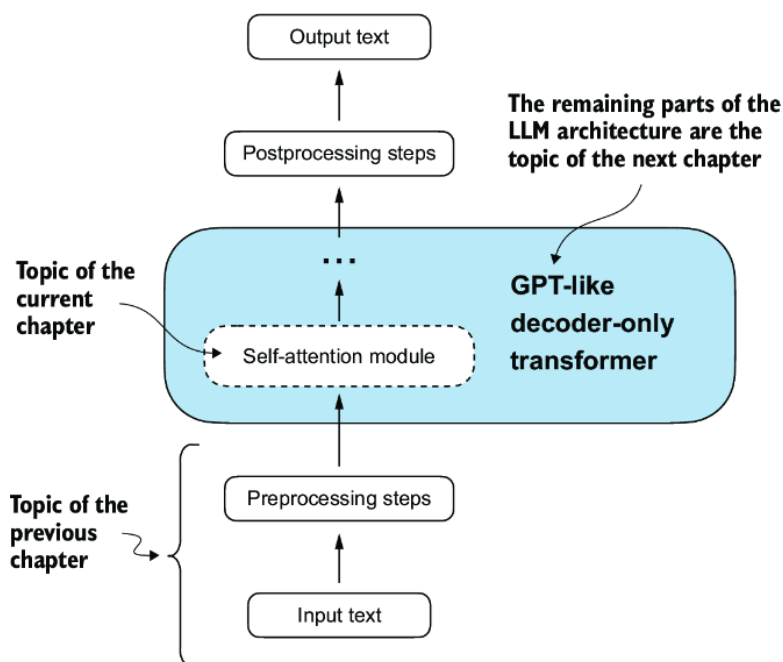 Output text
The remaining parts of the
LLM architecture are the
topic of the next chapter
Postprocessing steps
...
Topic of the
current
chapter
GPT-like
decoder-only
transformer
Self-attention module
Topic of the
previous
chapter
Preprocessing steps
Input text